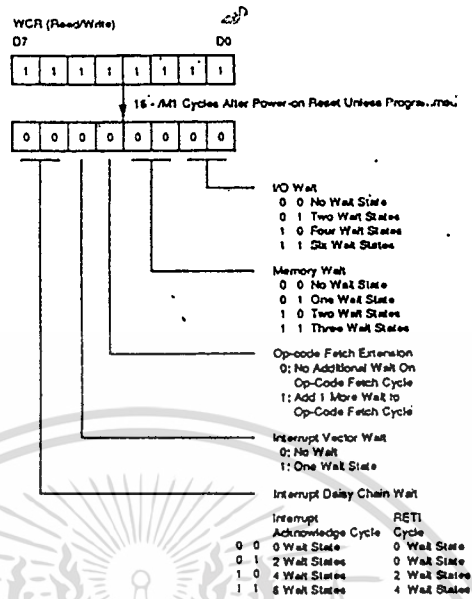 WCR (Read/Write)
D7 D0
1 1 1 1 1 1 1 1
16 - /M1 Cycles After Power-on Reset Unless Programmed
0 0 0 0 0 0 0 0
I/O Wait
0 0 No Wait State
0 1 Two Wait States
1 0 Four Wait States
1 1 Six Wait States
Memory Wait
0 0 No Wait State
0 1 One Wait State
1 0 Two Wait States
1 1 Three Wait States
Op-code Fetch Extension
0: No Additional Wait On
Op-Code Fetch Cycle
1: Add 1 More Wait to
Op-Code Fetch Cycle
Interrupt Vector Wait
0: No Wait
1: One Wait State
Interrupt Daisy Chain Wait
Interrupt RETI
Acknowledge Cycle Cycle
0 0 0 Wait State 0 Wait State
0 1 2 Wait States 0 Wait State
1 0 4 Wait States 2 Wait States
1 1 6 Wait States 4 Wait States